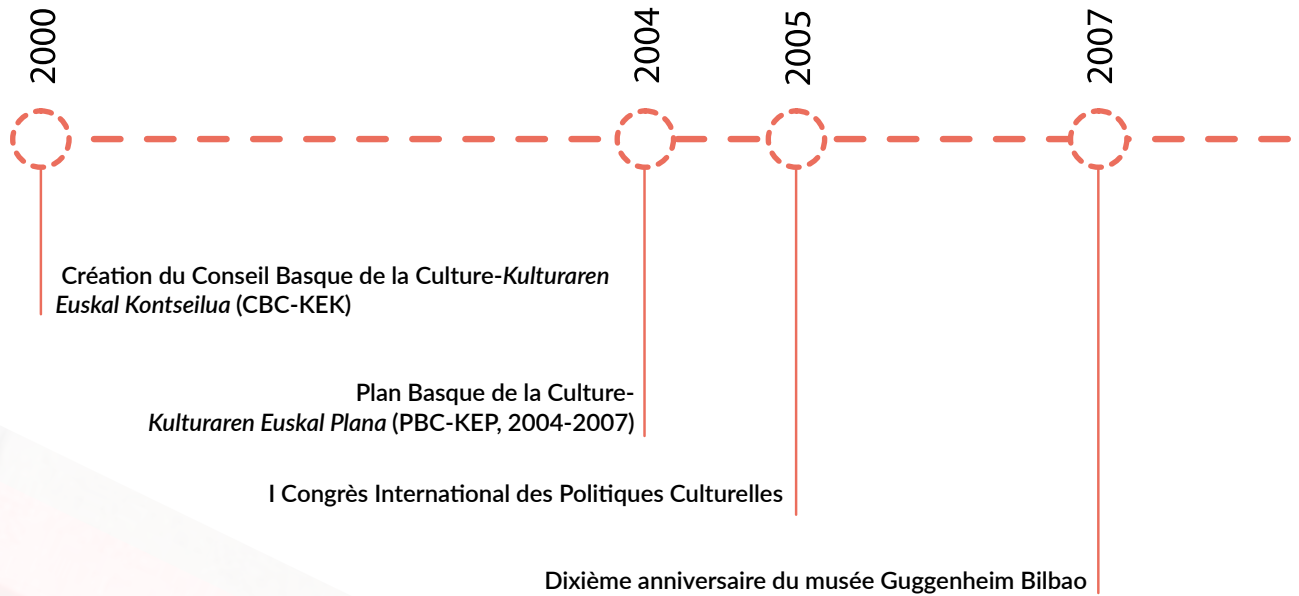 2000
2004
2005
2007
Création du Conseil Basque de la Culture-Kulturaren
Euskal Kontseilua (CBC-KEK)
Plan Basque de la Culture-
Kulturaren Euskal Plana (PBC-KEP, 2004-2007)
I Congrès International des Politiques Culturelles
Dixième anniversaire du musée Guggenheim Bilbao